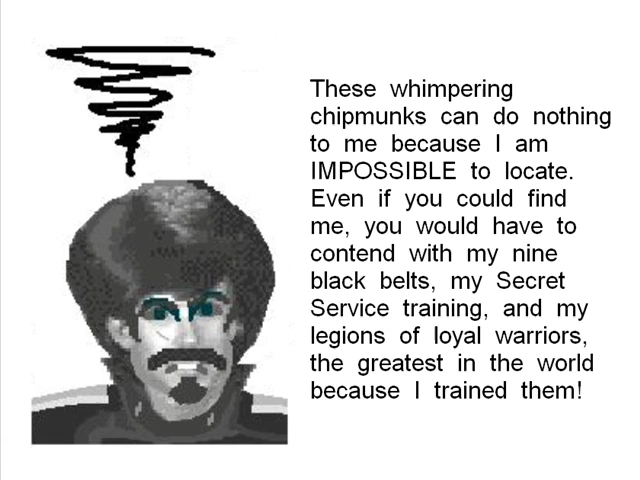 These whimpering
chipmunks can do nothing
to me because I am
IMPOSSIBLE to locate.
Even if you could find
me, you would have to
contend with my nine
black belts, my Secret
Service training, and my
legions of loyal warriors,
the greatest in the world
because I trained them!